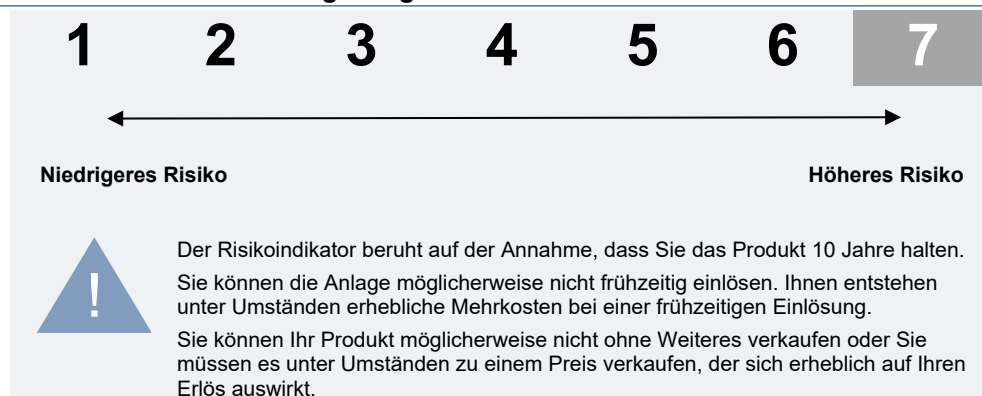 1 2 3 4 5 6 7
Niedrigeres Risiko Höheres Risiko
!
Der Risikoindikator beruht auf der Annahme, dass Sie das Produkt 10 Jahre halten.
Sie können die Anlage möglicherweise nicht frühzeitig einlösen. Ihnen entstehen
unter Umständen erhebliche Mehrkosten bei einer frühzeitigen Einlösung.
Sie können Ihr Produkt möglicherweise nicht ohne Weiteres verkaufen oder Sie
müssen es unter Umständen zu einem Preis verkaufen, der sich erheblich auf Ihren
Erlös auswirkt.